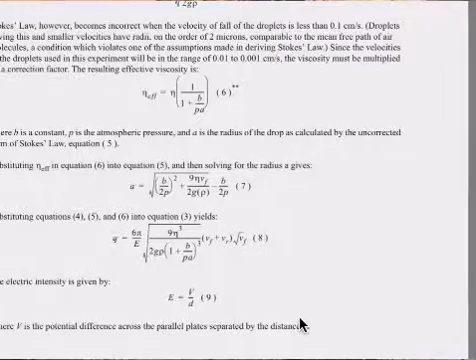 √ 2gρ
okes' Law, however, becomes incorrect when the velocity of fall of the droplets is less than 0.1 cm/s. (Droplets
ving this and smaller velocities have radii, on the order of 2 microns, comparable to the mean free path of air
olecules, a condition which violates one of the assumptions made in deriving Stokes' Law.) Since the velocities
the droplets used in this experiment will be in the range of 0.01 to 0.001 cm/s, the viscosity must be multiplied
a correction factor. The resulting effective viscosity is:
η_eff = η(1/(1 + b/pa)) (6)**
ere b is a constant, p is the atmospheric pressure, and a is the radius of the drop as calculated by the uncorrected
m of Stokes' Law, equation (5).
bstituting η_eff in equation (6) into equation (5), and then solving for the radius a gives:
a = √((b/2p)² + 9ηv_f/2g(ρ)) − b/2p (7)
bstituting equations (4), (5), and (6) into equation (3) yields:
q = 6π/E √(9η³/(2gρ(1 + b/pa)³)) (v_f + v_r)√v_f (8)
e electric intensity is given by:
E = V/d (9)
ere V is the potential difference across the parallel plates separated by the distance